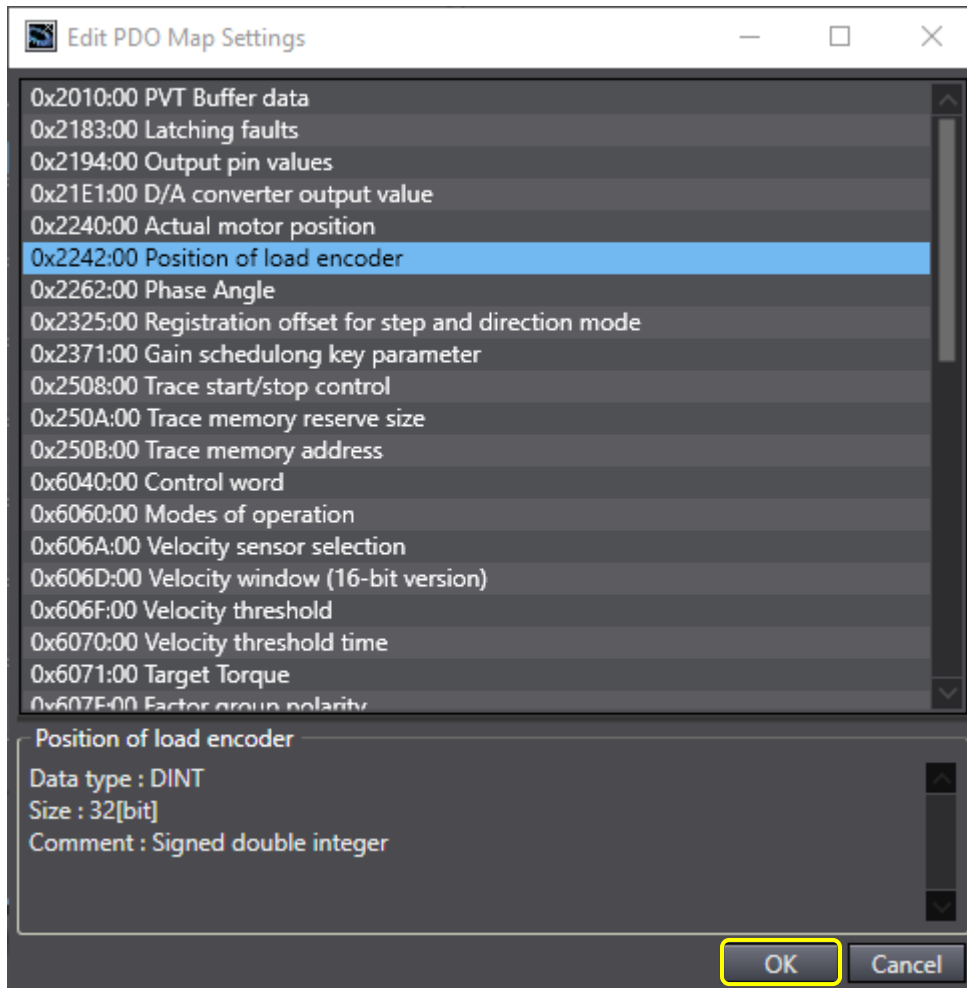 Edit PDO Map Settings
0x2010:00 PVT Buffer data
0x2183:00 Latching faults
0x2194:00 Output pin values
0x21E1:00 D/A converter output value
0x2240:00 Actual motor position
0x2242:00 Position of load encoder
0x2262:00 Phase Angle
0x2325:00 Registration offset for step and direction mode
0x2371:00 Gain schedulong key parameter
0x2508:00 Trace start/stop control
0x250A:00 Trace memory reserve size
0x250B:00 Trace memory address
0x6040:00 Control word
0x6060:00 Modes of operation
0x606A:00 Velocity sensor selection
0x606D:00 Velocity window (16-bit version)
0x606F:00 Velocity threshold
0x6070:00 Velocity threshold time
0x6071:00 Target Torque
0x607E:00 Factor group polarity
Position of load encoder
Data type : DINT
Size : 32[bit]
Comment : Signed double integer
OK Cancel